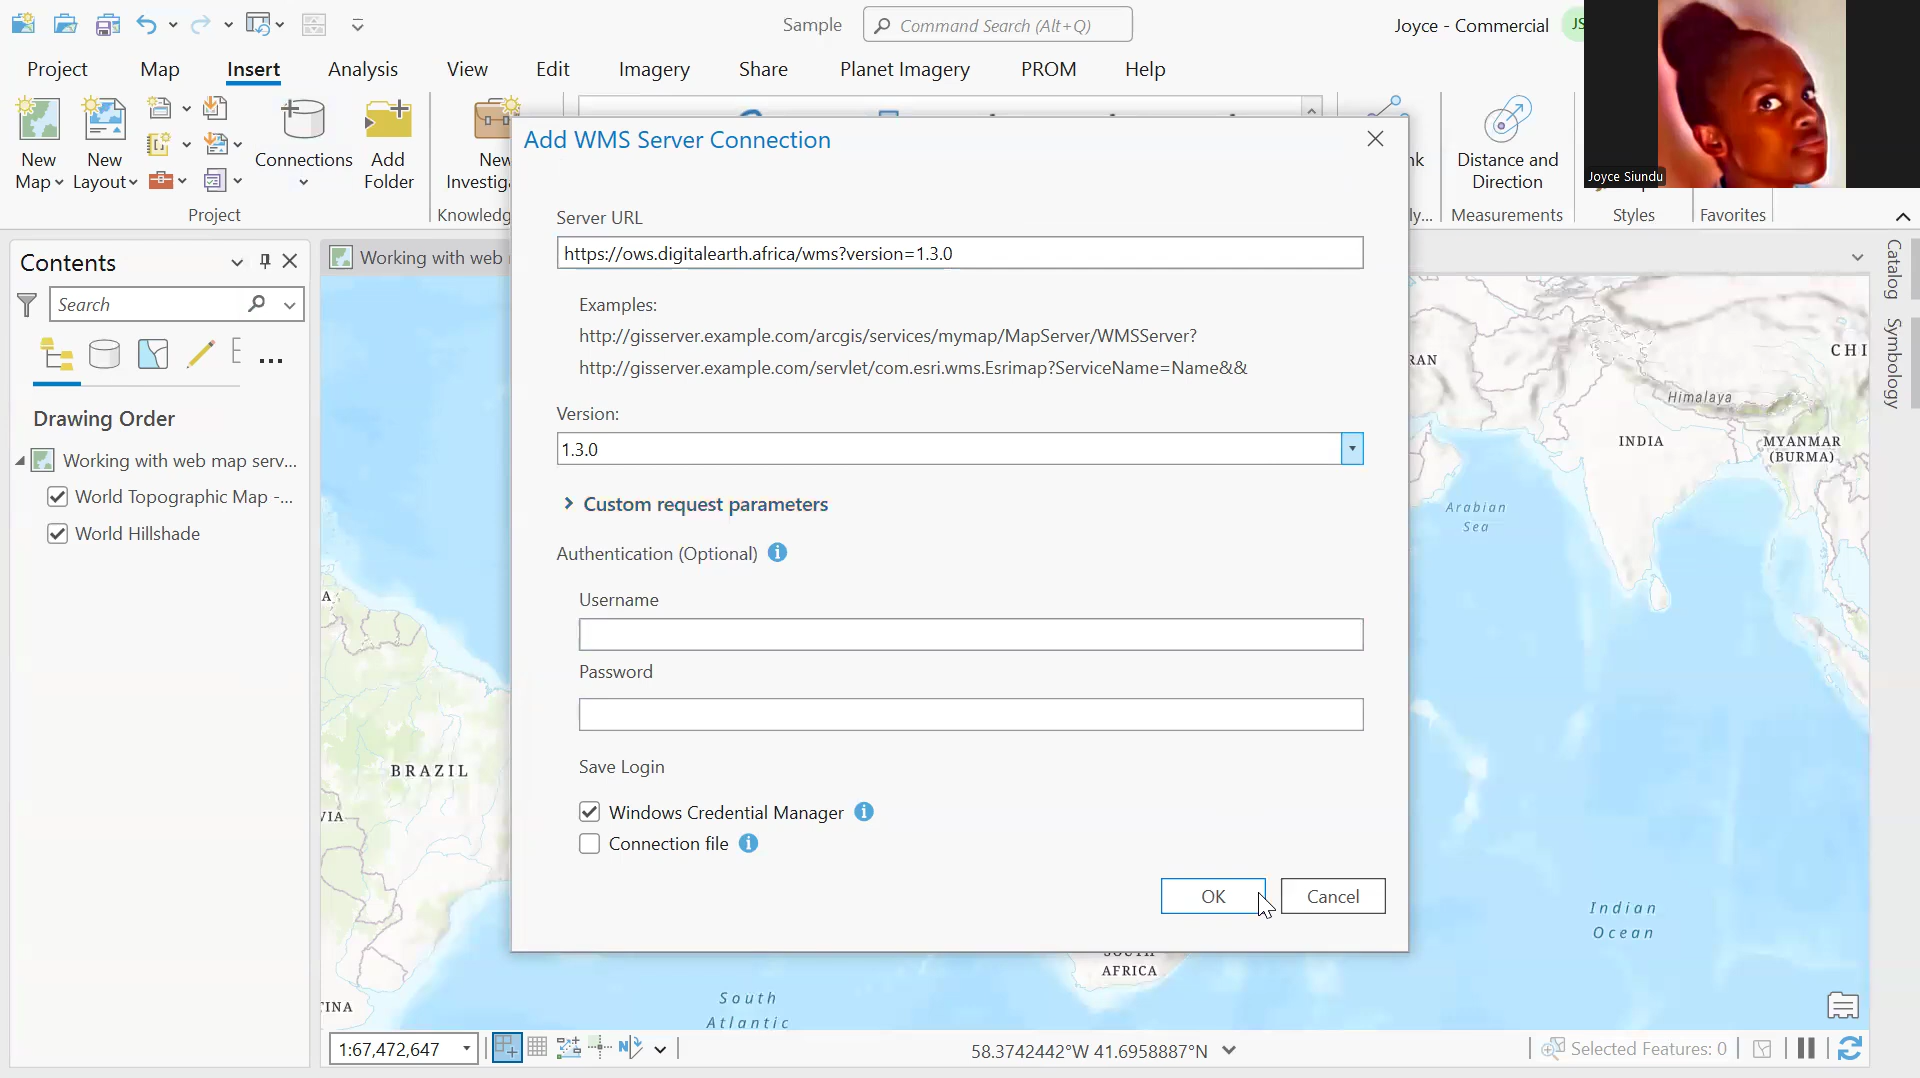 Sample
Command Search (Alt+Q)
Joyce - Commercial
JS
Project
Map
Insert
Analysis
View
Edit
Imagery
Share
Planet Imagery
PROM
Help
New
Map
New
Layout
Connections
Add
Folder
New
Distance and
Direction
Project
Measurements
Styles
Favorites
Joyce Siundu
Contents
Search
Drawing Order
Working with web map serv...
World Topographic Map -...
World Hillshade
Working with web
Add WMS Server Connection
Server URL
https://ows.digitalearth.africa/wms?version=1.3.0
Examples:
http://gisserver.example.com/arcgis/services/mymap/MapServer/WMSServer?
http://gisserver.example.com/servlet/com.esri.wms.Esrimap?ServiceName=Name&&
Version:
1.3.0
Custom request parameters
Authentication (Optional)
Username
Password
Save Login
Windows Credential Manager
Connection file
OK
Cancel
Catalog
Symbology
Himalaya
INDIA
MYANMAR
(BURMA)
Arabian
Sea
BRAZIL
Indian
Ocean
SOUTH
AFRICA
South
Atlantic
1:67,472,647
58.3742442°W 41.6958887°N
Selected Features: 0